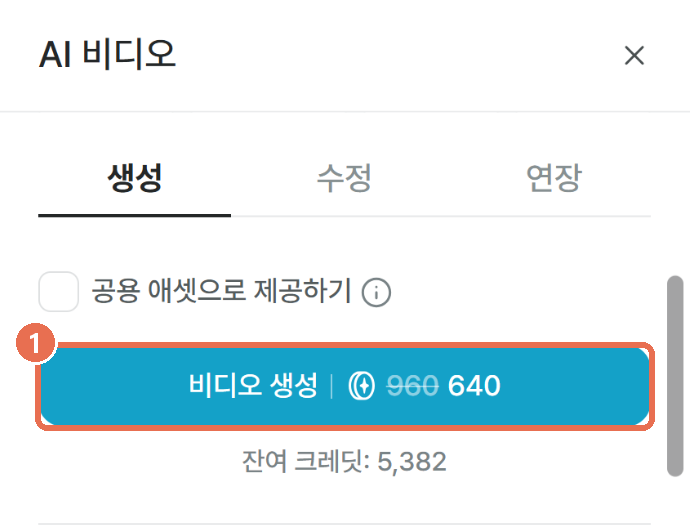 AI 비디오
생성 수정 연장
공용 애셋으로 제공하기
1
비디오 생성 | 960 640
잔여 크레딧: 5,382